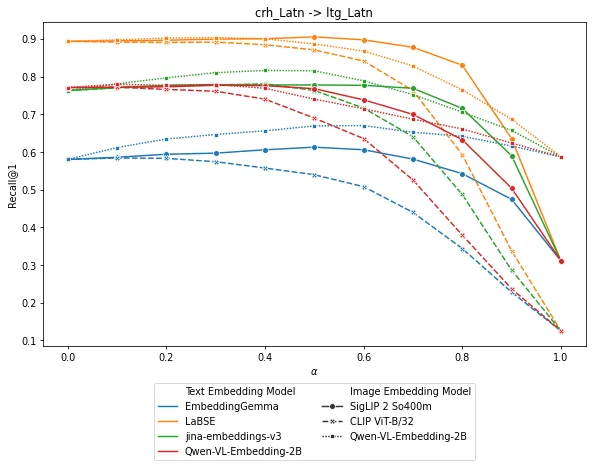 crh_Latn -> ltg_Latn
Recall@1
0.9
0.8
0.7
0.6
0.5
0.4
0.3
0.2
0.1
0.0 0.2 0.4 0.6 0.8 1.0
α
Text Embedding Model
EmbeddingGemma
LaBSE
jina-embeddings-v3
Qwen-VL-Embedding-2B
Image Embedding Model
SigLIP 2 So400m
CLIP ViT-B/32
Qwen-VL-Embedding-2B